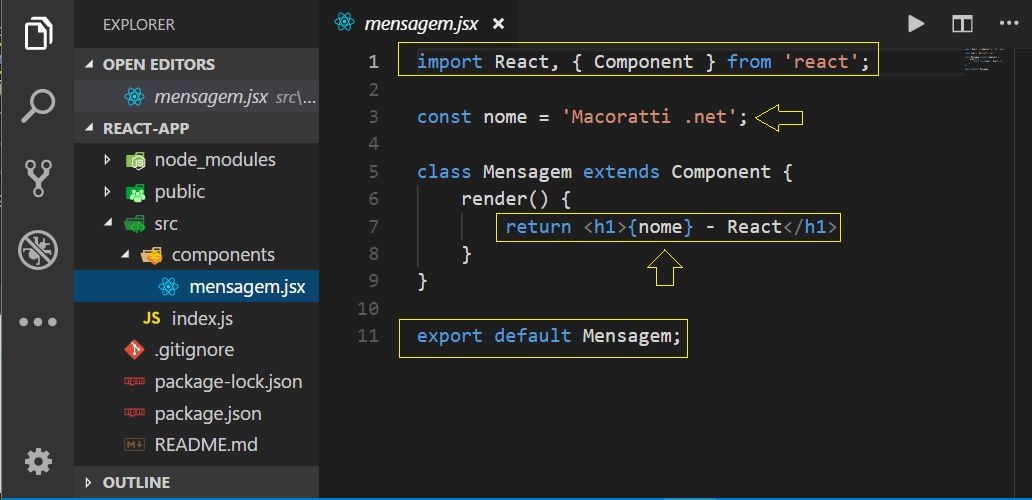 EXPLORER
OPEN EDITORS
mensagem.jsx src\...
REACT-APP
node_modules
public
src
components
mensagem.jsx
JS index.js
.gitignore
package-lock.json
package.json
README.md
OUTLINE
mensagem.jsx
1 import React, { Component } from 'react';
2
3 const nome = 'Macoratti .net';
4
5 class Mensagem extends Component {
6 render() {
7 return <h1>{nome} - React</h1>
8 }
9 }
10
11 export default Mensagem;